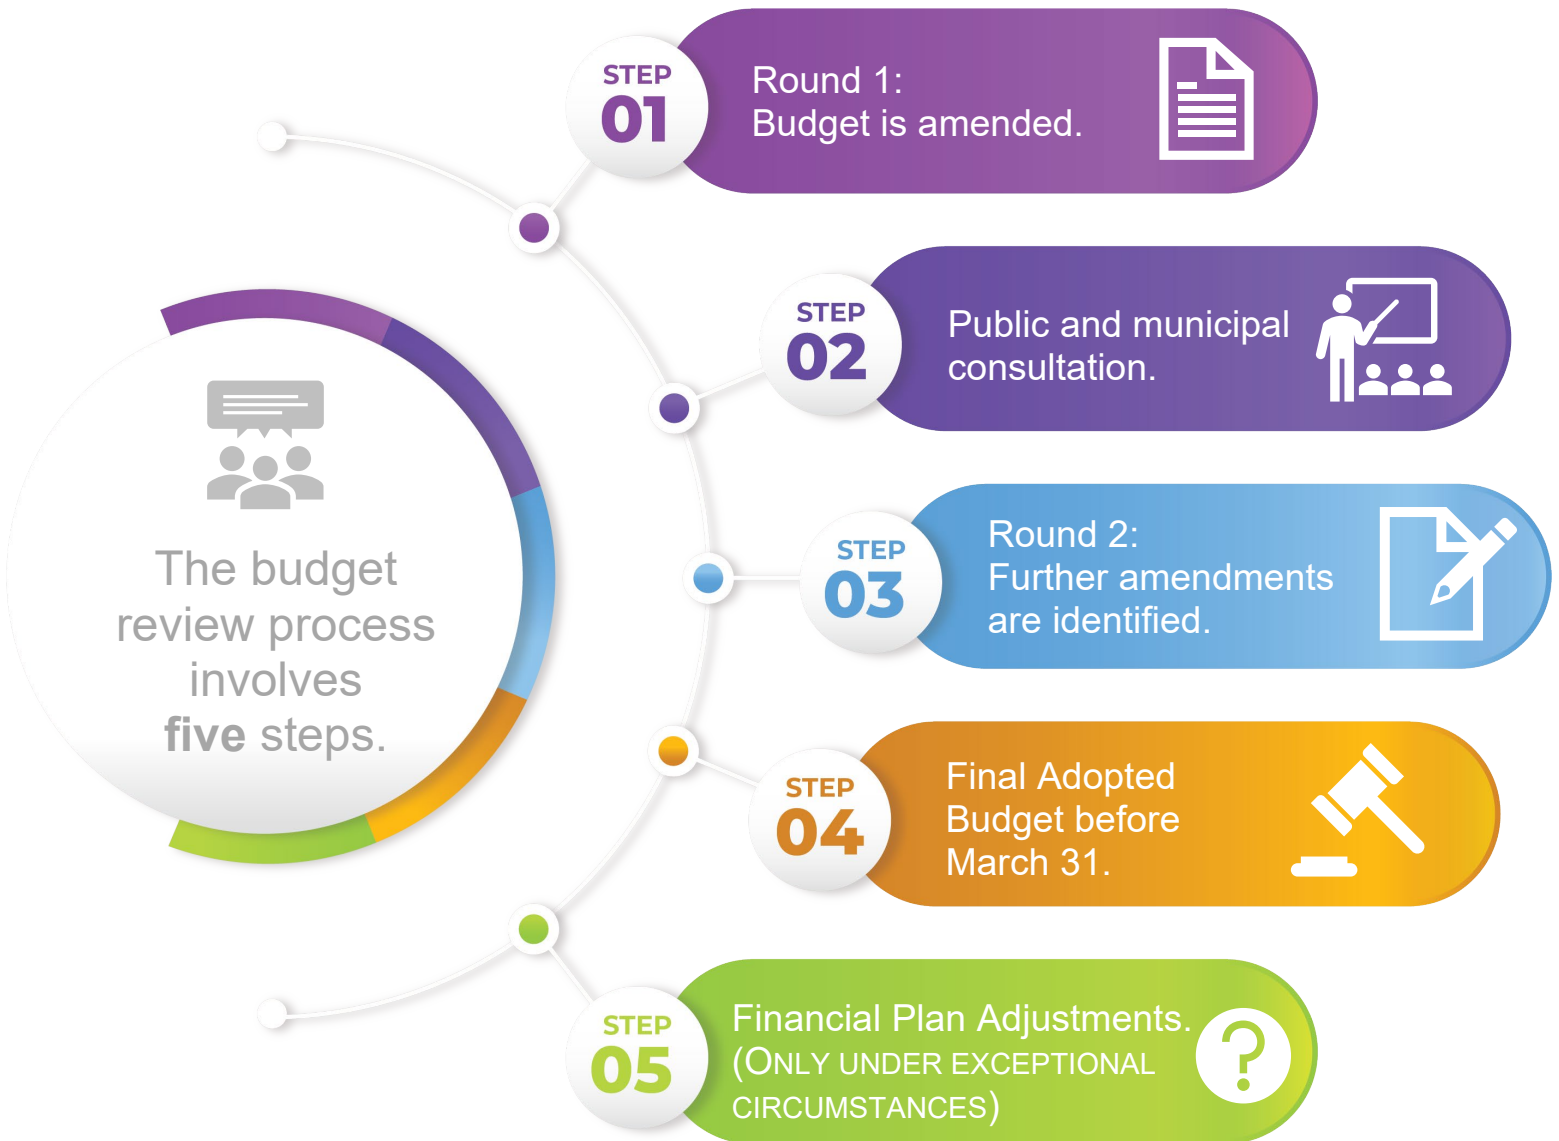 STEP
01
Round 1:
Budget is amended.
STEP
02
Public and municipal
consultation.
The budget
review process
involves
five steps.
STEP
03
Round 2:
Further amendments
are identified.
STEP
04
Final Adopted
Budget before
March 31.
STEP
05
Financial Plan Adjustments.
(ONLY UNDER EXCEPTIONAL
CIRCUMSTANCES)